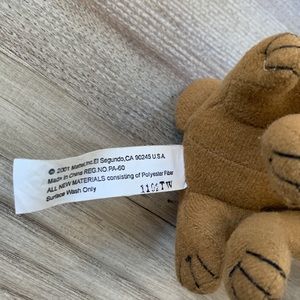 © 2001 Mattel,Inc.El Segundo,CA 90245 U.S.A.
Made in China REG.NO.PA-60
ALL NEW MATERIALS consisting of Polyester Fiber
Surface Wash Only
1102TW